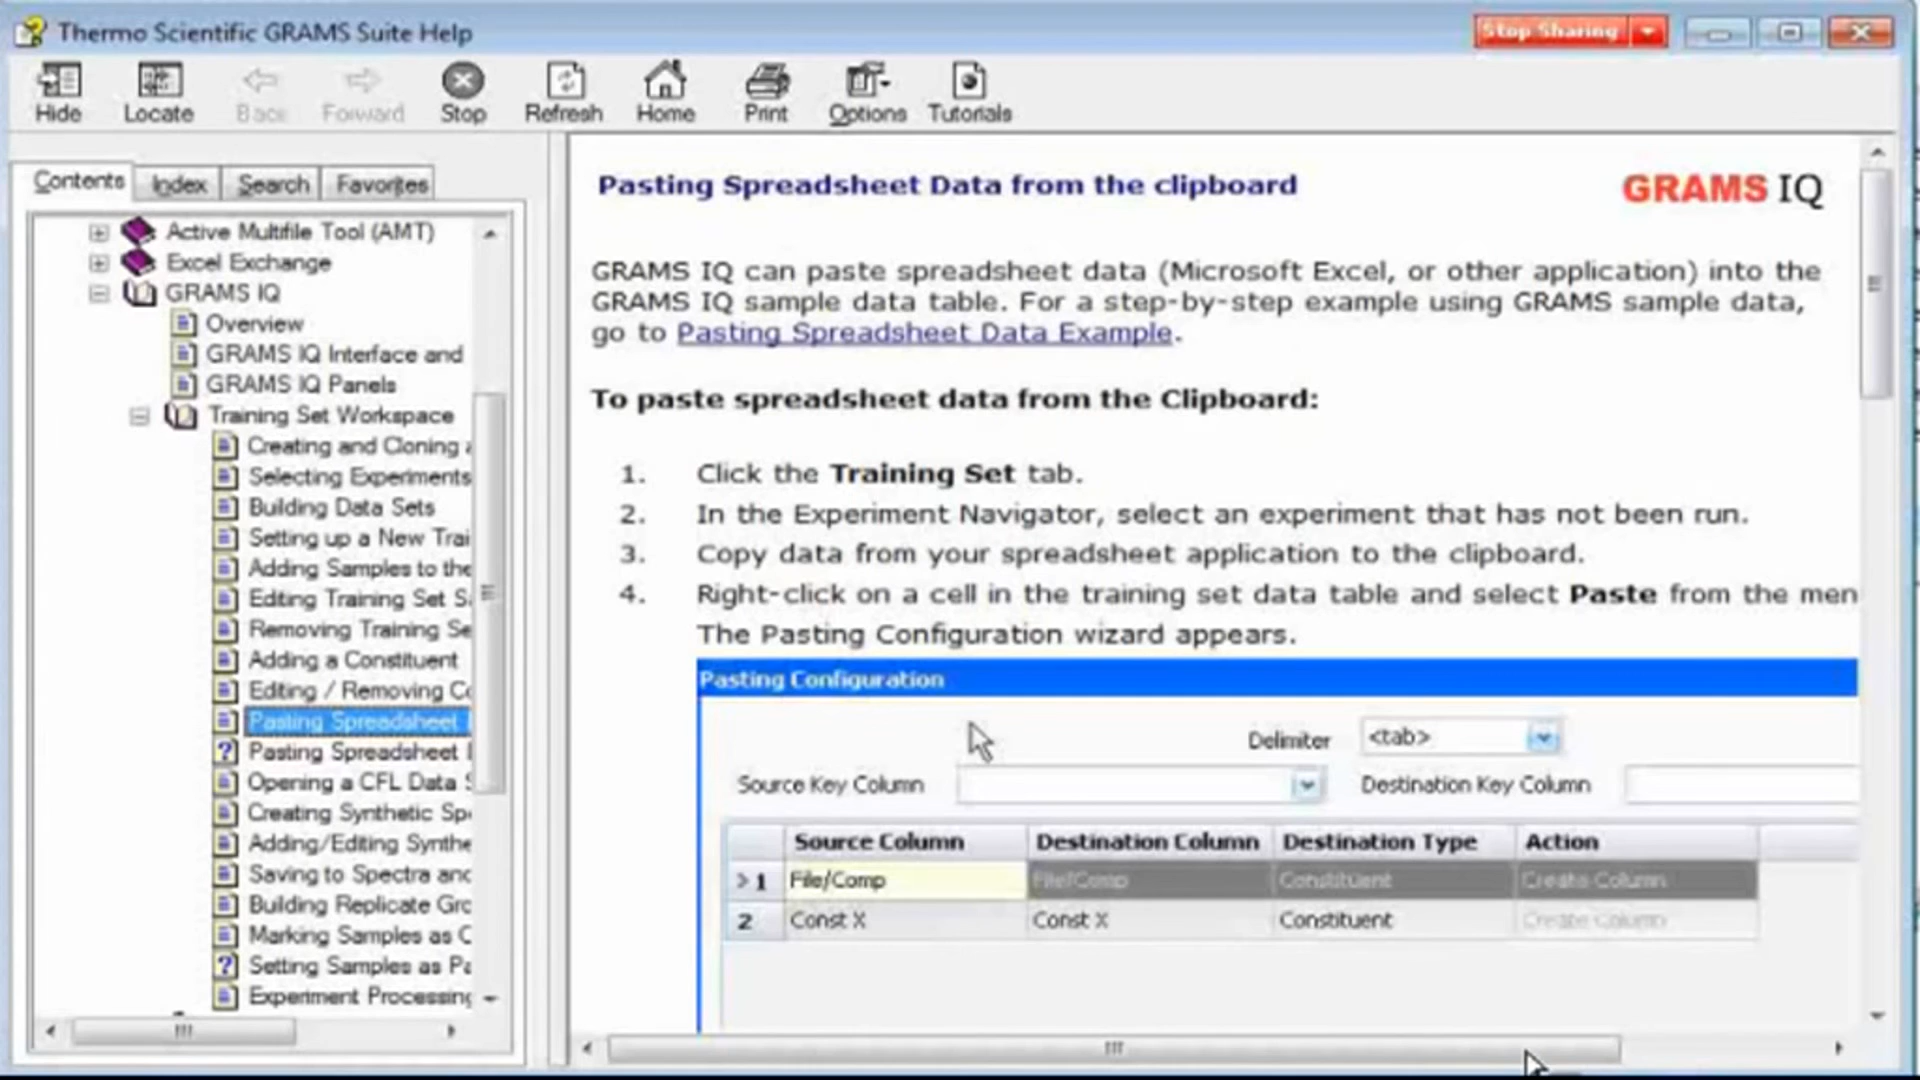 Thermo Scientific GRAMS Suite Help
Stop Sharing
Hide
Locate
Back
Forward
Stop
Refresh
Home
Print
Options
Tutorials
Contents
Index
Search
Favorites
Active Multifile Tool (AMT)
Excel Exchange
GRAMS IQ
Overview
GRAMS IQ Interface and
GRAMS IQ Panels
Training Set Workspace
Creating and Cloning a
Selecting Experiments
Building Data Sets
Setting up a New Trai
Adding Samples to the
Editing Training Set S
Removing Training Se
Adding a Constituent
Editing / Removing Co
Pasting Spreadsheet
Pasting Spreadsheet
Opening a CFL Data S
Creating Synthetic Spe
Adding/Editing Synthe
Saving to Spectra and
Building Replicate Gro
Marking Samples as C
Setting Samples as Pa
Experiment Processing
Pasting Spreadsheet Data from the clipboard
GRAMS IQ
GRAMS IQ can paste spreadsheet data (Microsoft Excel, or other application) into the
GRAMS IQ sample data table. For a step-by-step example using GRAMS sample data,
go to Pasting Spreadsheet Data Example.
To paste spreadsheet data from the Clipboard:
1. Click the Training Set tab.
2. In the Experiment Navigator, select an experiment that has not been run.
3. Copy data from your spreadsheet application to the clipboard.
4. Right-click on a cell in the training set data table and select Paste from the men
The Pasting Configuration wizard appears.
Pasting Configuration
Delimiter <tab>
Source Key Column
Destination Key Column
Source Column Destination Column Destination Type Action
> 1 File/Comp File/Comp Constituent Create Column
2 Const X Const X Constituent Create Column